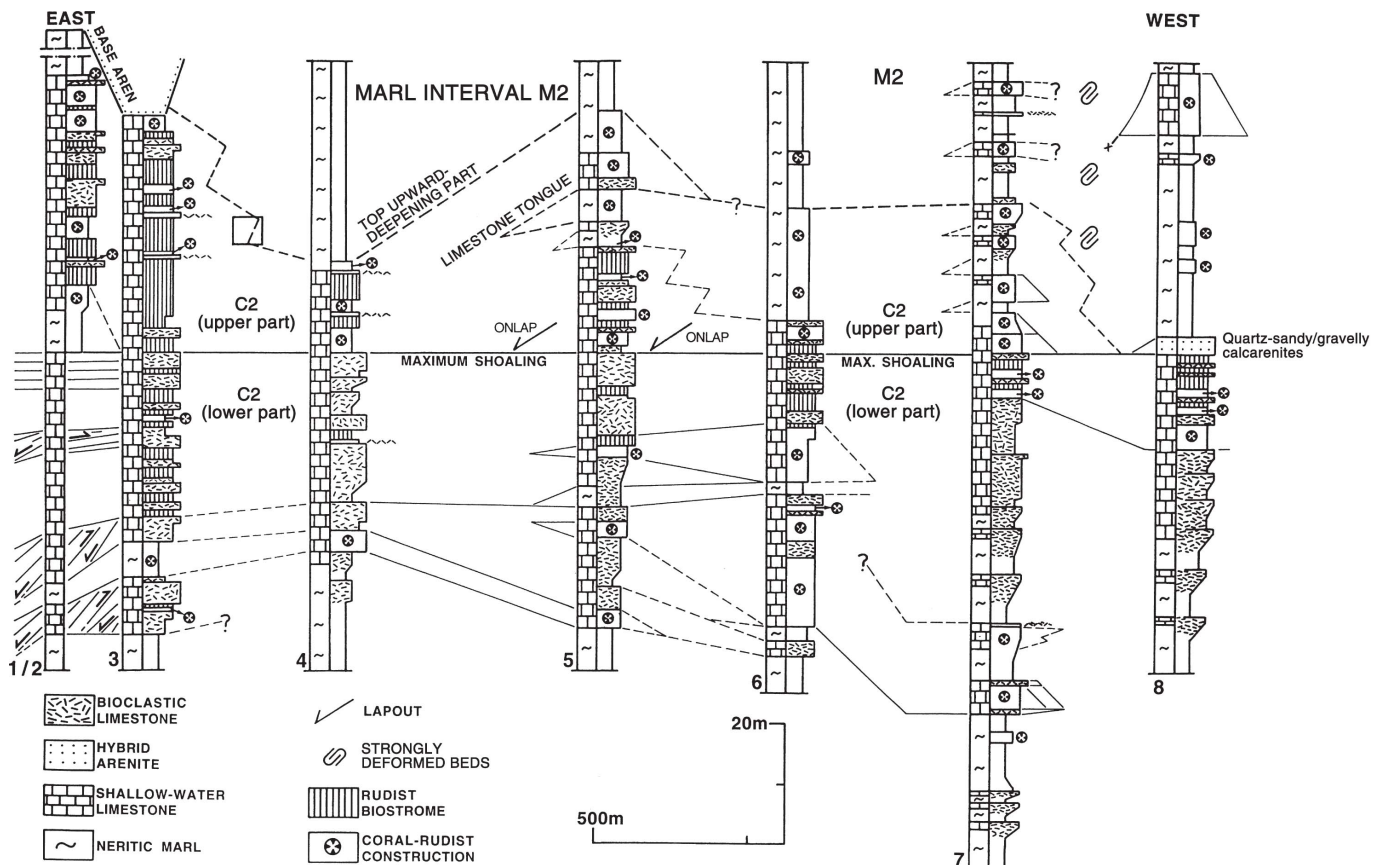 EAST
WEST
BASE AREN
MARL INTERVAL M2
M2
TOP UPWARD-
DEEPENING PART
LIMESTONE TONGUE
?
?
?
C2
(upper part)
ONLAP
ONLAP
C2
(upper part)
Quartz-sandy/gravelly
calcarenites
MAXIMUM SHOALING
MAX. SHOALING
C2
(lower part)
C2
(lower part)
?
?
1/2
3
4
5
6
7
8
BIOCLASTIC
LIMESTONE
HYBRID
ARENITE
SHALLOW-WATER
LIMESTONE
NERITIC MARL
LAPOUT
STRONGLY
DEFORMED BEDS
RUDIST
BIOSTROME
CORAL-RUDIST
CONSTRUCTION
20m
500m